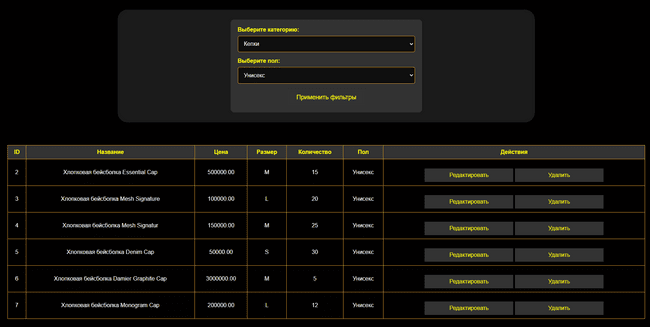 Выберите категорию:
Кепки
Выберите пол:
Унисекс
Применить фильтры
ID Название Цена Размер Количество Пол Действия
2 Хлопковая бейсболка Essential Cap 500000.00 M 15 Унисекс Редактировать Удалить
3 Хлопковая бейсболка Mesh Signature 100000.00 L 20 Унисекс Редактировать Удалить
4 Хлопковая бейсболка Mesh Signatur 150000.00 M 25 Унисекс Редактировать Удалить
5 Хлопковая бейсболка Denim Cap 50000.00 S 30 Унисекс Редактировать Удалить
6 Хлопковая бейсболка Damier Graphite Cap 3000000.00 M 5 Унисекс Редактировать Удалить
7 Хлопковая бейсболка Monogram Cap 200000.00 L 12 Унисекс Редактировать Удалить